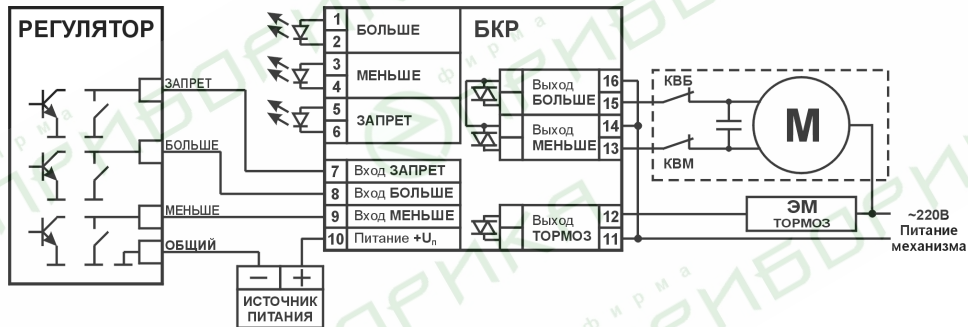 РЕГУЛЯТОР
ЗАПРЕТ
БОЛЬШЕ
МЕНЬШЕ
ОБЩИЙ
ИСТОЧНИК
ПИТАНИЯ
БКР
1
2
БОЛЬШЕ
3
4
МЕНЬШЕ
5
6
ЗАПРЕТ
7 Вход ЗАПРЕТ
8 Вход БОЛЬШЕ
9 Вход МЕНЬШЕ
10 Питание +Uп
Выход
БОЛЬШЕ
16
15
Выход
МЕНЬШЕ
14
13
Выход
ТОРМОЗ
12
11
КВБ
КВМ
М
ЭМ
ТОРМОЗ
~220В
Питание
механизма
фирма
ПРИБОРИКА